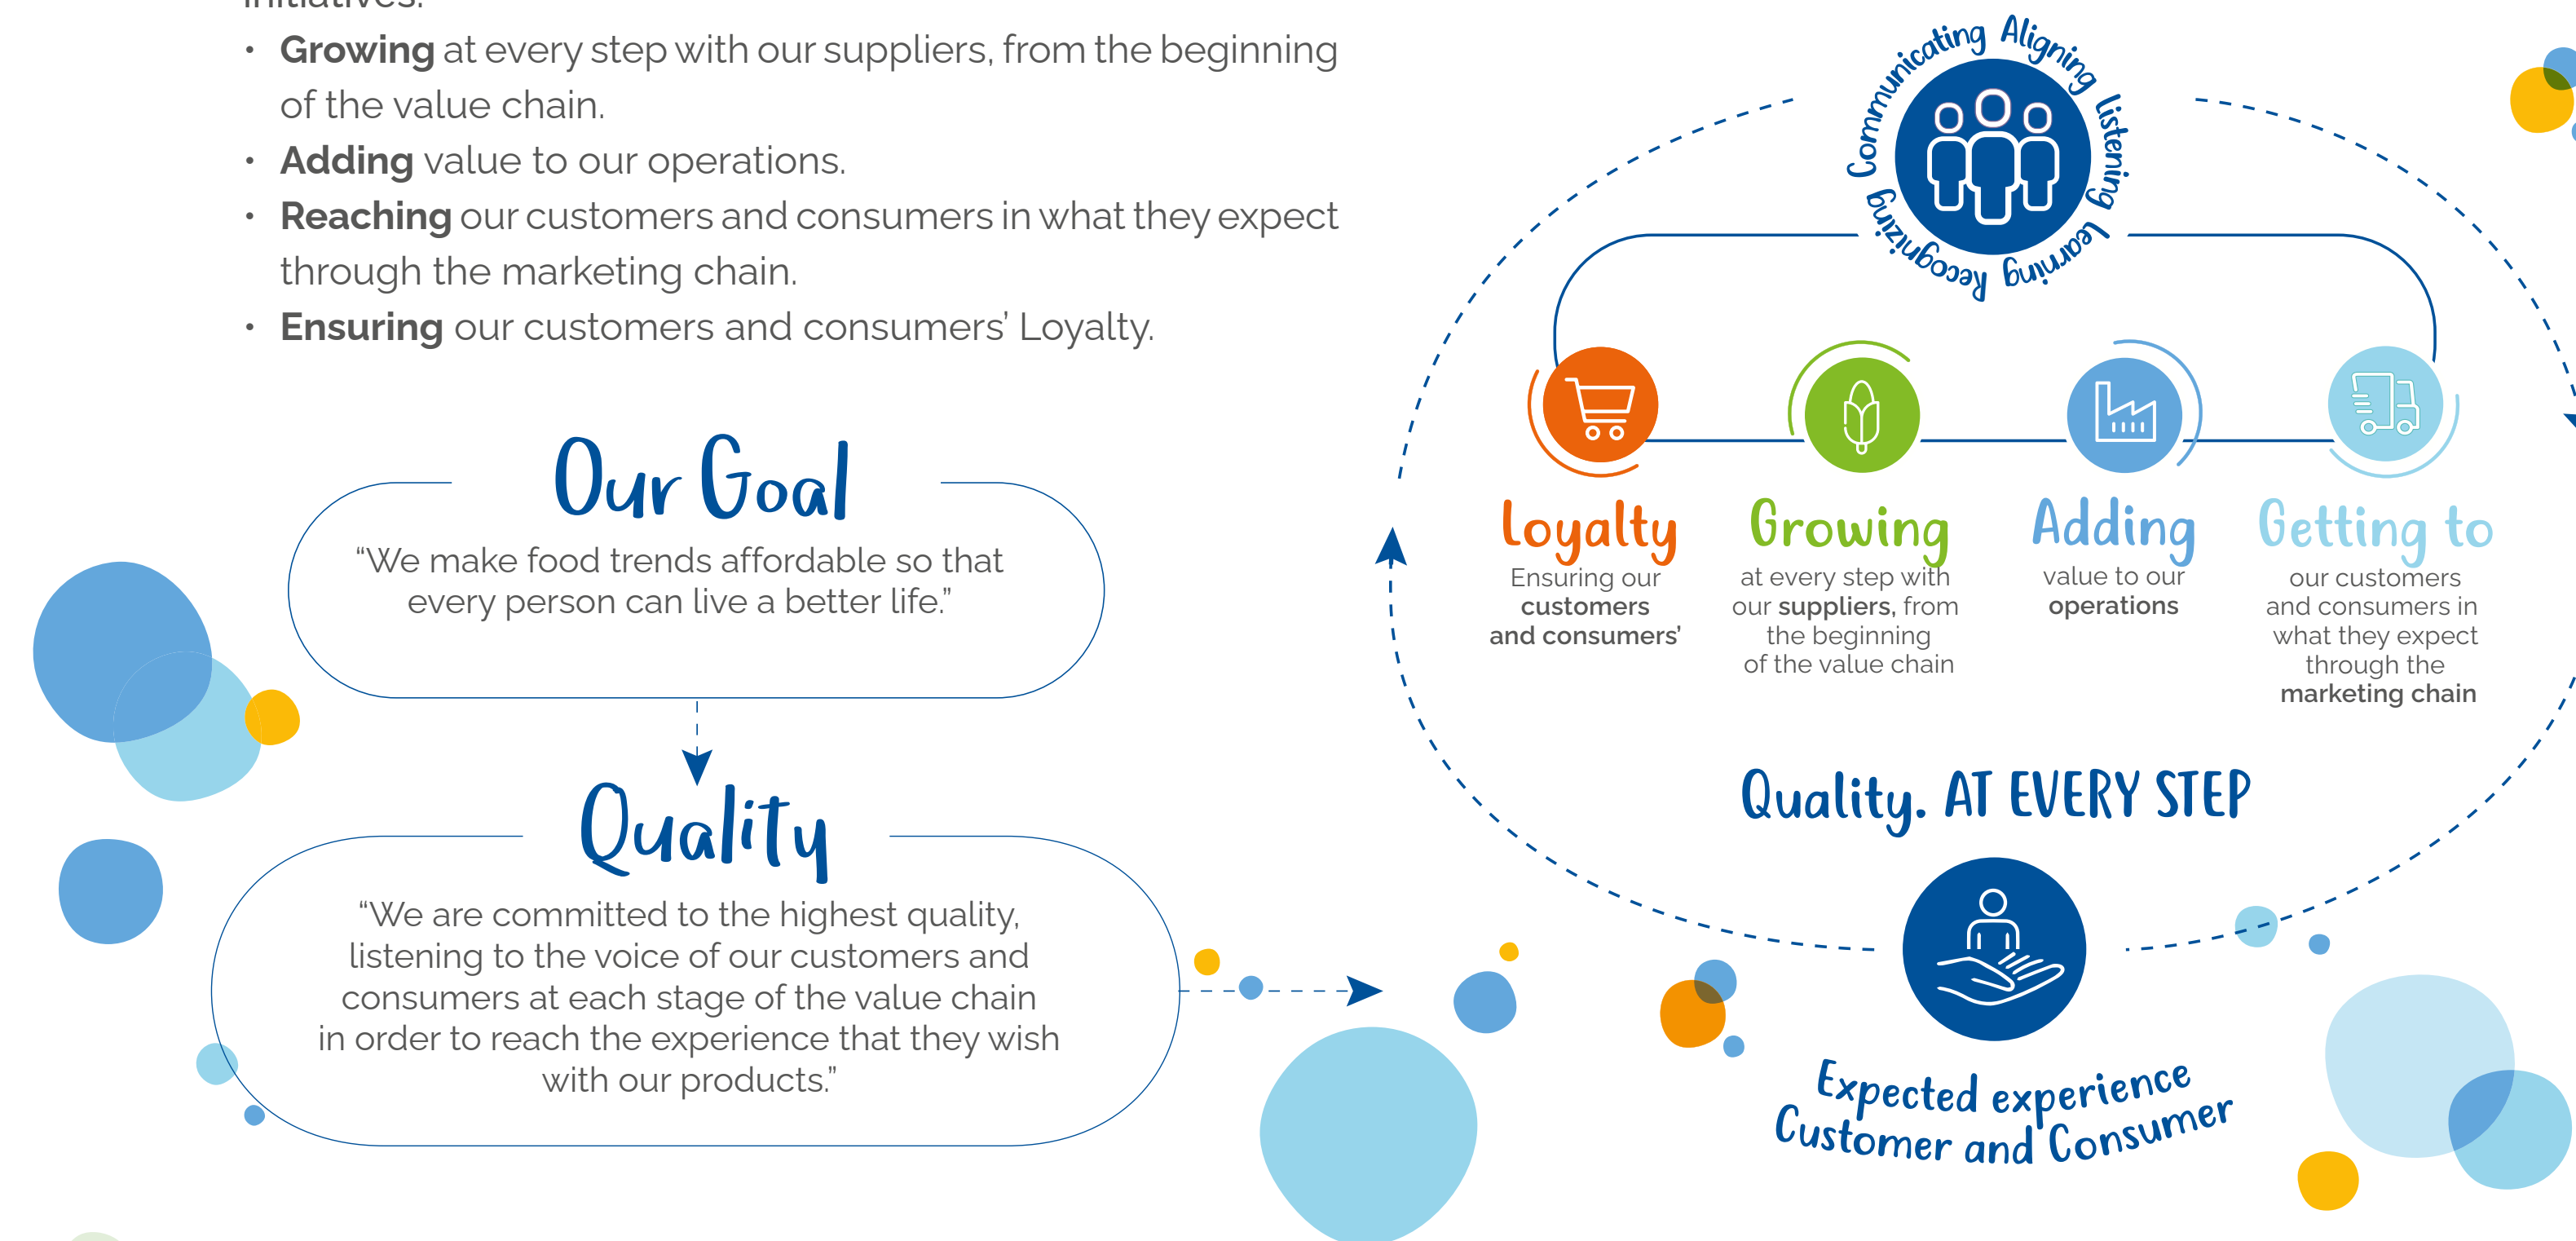 initiatives:
• Growing at every step with our suppliers, from the beginning
of the value chain.
• Adding value to our operations.
• Reaching our customers and consumers in what they expect
through the marketing chain.
• Ensuring our customers and consumers’ Loyalty.
Our Goal
“We make food trends affordable so that
every person can live a better life.”
Quality
“We are committed to the highest quality,
listening to the voice of our customers and
consumers at each stage of the value chain
in order to reach the experience that they wish
with our products.”
Communicating Aligning Listening Learning Recognizing
Loyalty
Ensuring our
customers
and consumers’
Growing
at every step with
our suppliers, from
the beginning
of the value chain
Adding
value to our
operations
Getting to
our customers
and consumers in
what they expect
through the
marketing chain
Quality. AT EVERY STEP
Expected experience
Customer and Consumer